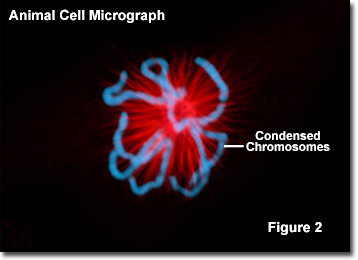 Animal Cell Micrograph
Condensed
Chromosomes
Figure 2